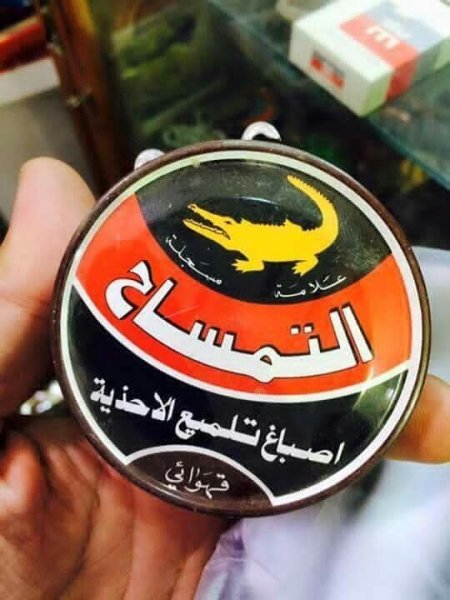 علامة مسجلة
التمساح
اصباغ تلميع الاحذية
قهوائي